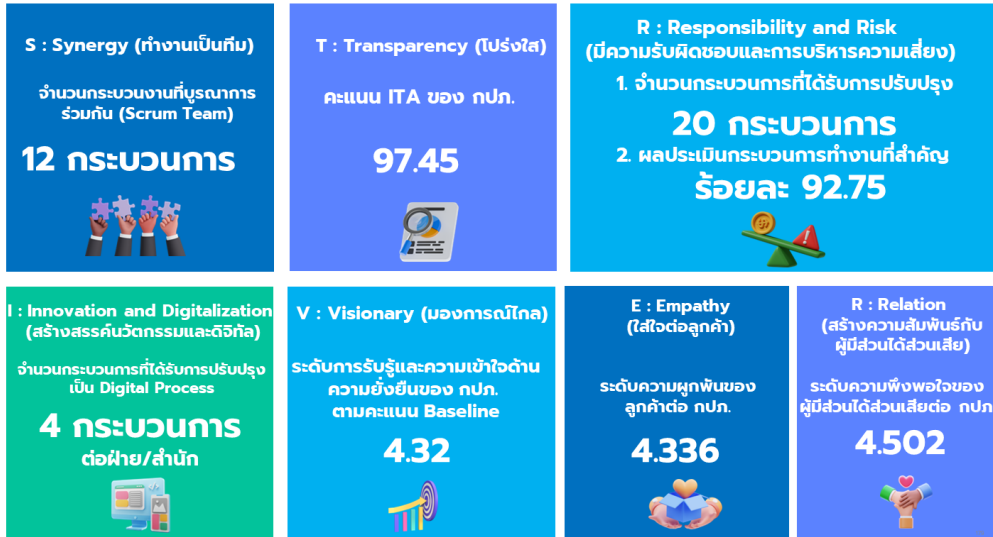 S : Synergy (ทำงานเป็นทีม)
จำนวนกระบวนงานที่บูรณาการ
ร่วมกัน (Scrum Team)
12 กระบวนการ
T : Transparency (โปร่งใส)
คะแนน ITA ของ กปภ.
97.45
R : Responsibility and Risk
(มีความรับผิดชอบและการบริหารความเสี่ยง)
1. จำนวนกระบวนการที่ได้รับการปรับปรุง
20 กระบวนการ
2. ผลประเมินกระบวนการทำงานที่สำคัญ
ร้อยละ 92.75
I : Innovation and Digitalization
(สร้างสรรค์นวัตกรรมและดิจิทัล)
จำนวนกระบวนการที่ได้รับการปรับปรุง
เป็น Digital Process
4 กระบวนการ
ต่อฝ่าย/สำนัก
V : Visionary (มองการณ์ไกล)
ระดับการรับรู้และความเข้าใจด้าน
ความยั่งยืนของ กปภ.
ตามคะแนน Baseline
4.32
E : Empathy
(ใส่ใจต่อลูกค้า)
ระดับความผูกพันของ
ลูกค้าต่อ กปภ.
4.336
R : Relation
(สร้างความสัมพันธ์กับ
ผู้มีส่วนได้ส่วนเสีย)
ระดับความพึงพอใจของ
ผู้มีส่วนได้ส่วนเสียต่อ กปภ
4.502